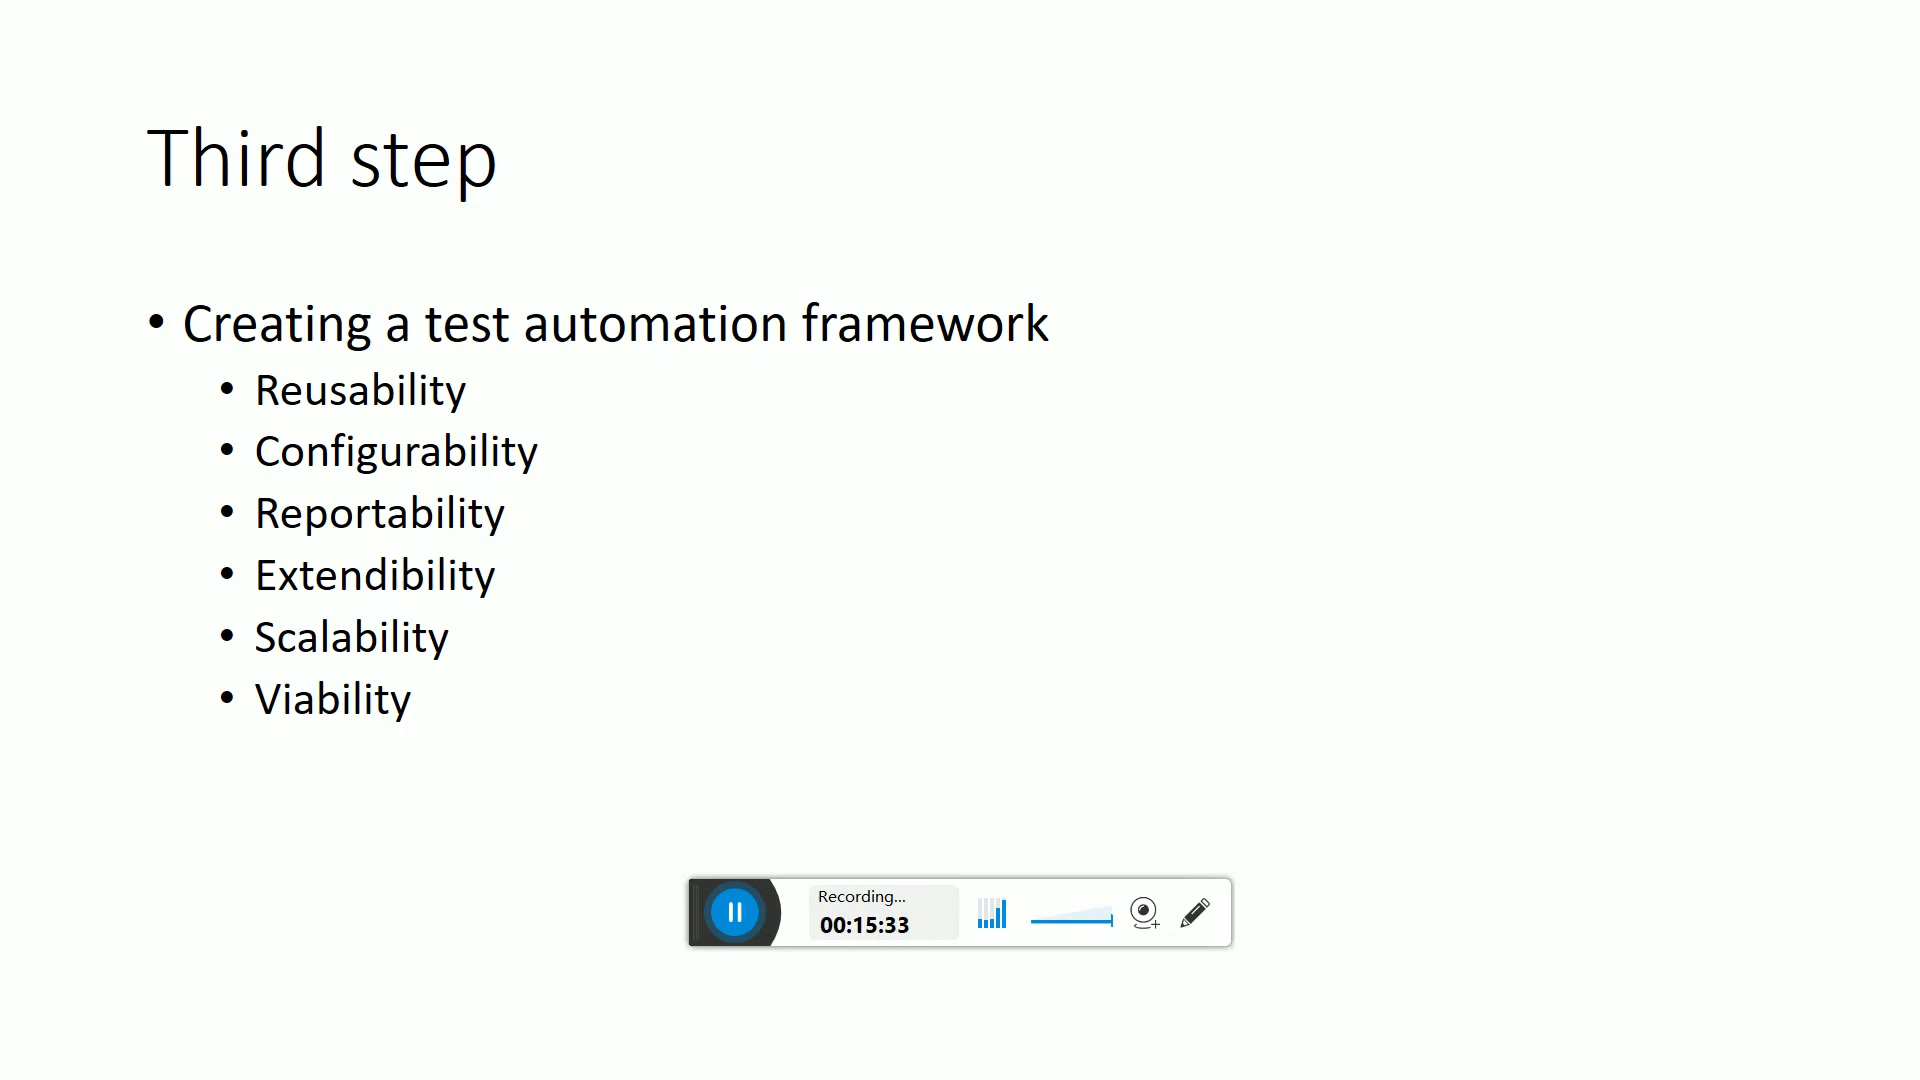 Third step
• Creating a test automation framework
• Reusability
• Configurability
• Reportability
• Extendibility
• Scalability
• Viability
Recording...
00:15:33